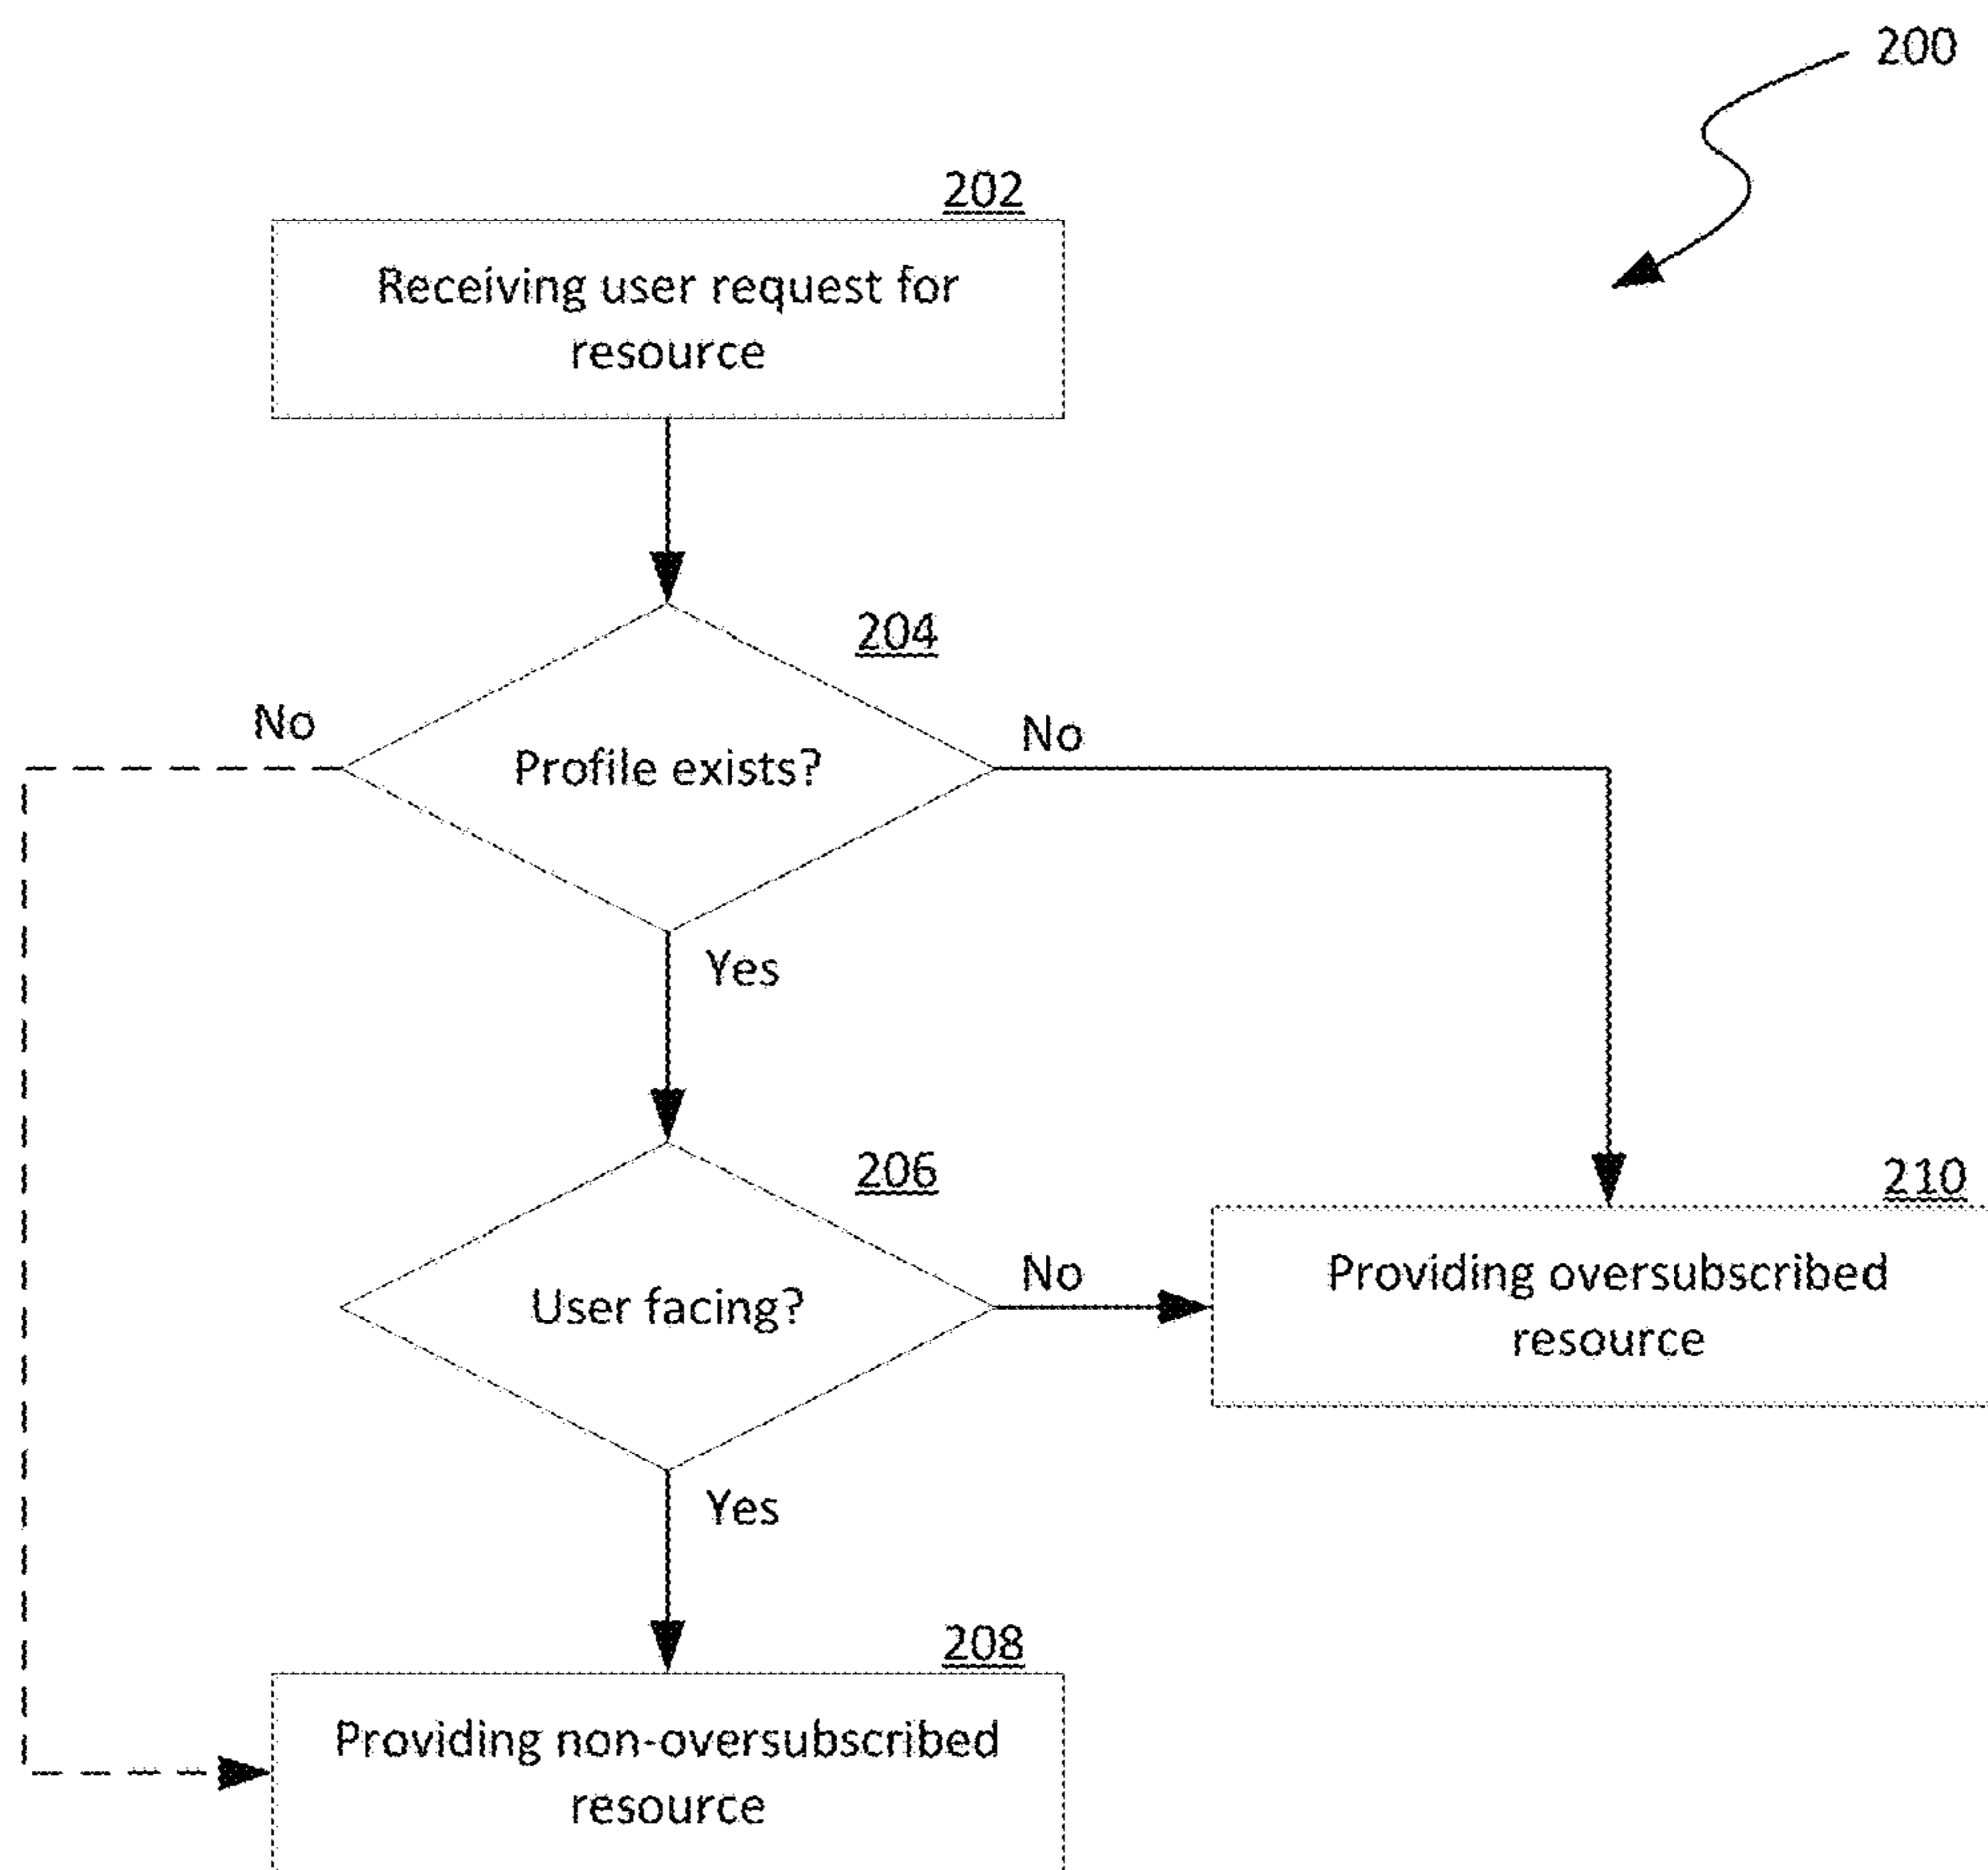 200
202
Receiving user request for
resource
204
No
No
Profile exists?
Yes
206
210
No
User facing?
Providing oversubscribed
resource
Yes
208
Providing non-oversubscribed
resource